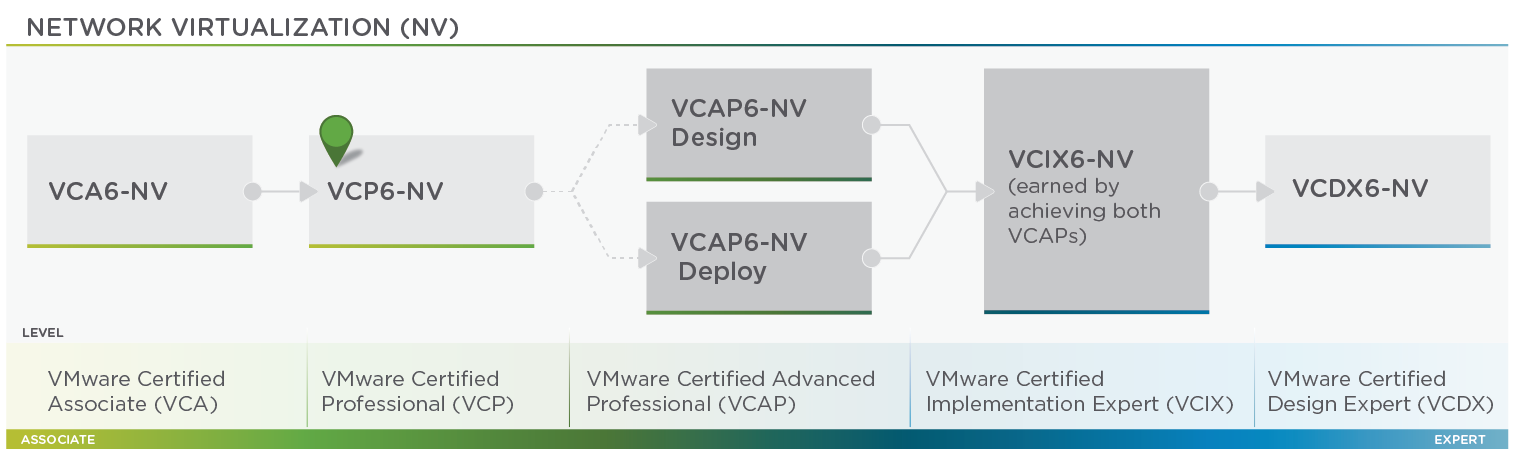 NETWORK VIRTUALIZATION (NV)
VCA6-NV
VCP6-NV
VCAP6-NV
Design
VCAP6-NV
Deploy
VCIX6-NV
(earned by
achieving both
VCAPs)
VCDX6-NV
LEVEL
VMware Certified
Associate (VCA)
VMware Certified
Professional (VCP)
VMware Certified Advanced
Professional (VCAP)
VMware Certified
Implementation Expert (VCIX)
VMware Certified
Design Expert (VCDX)
ASSOCIATE
EXPERT